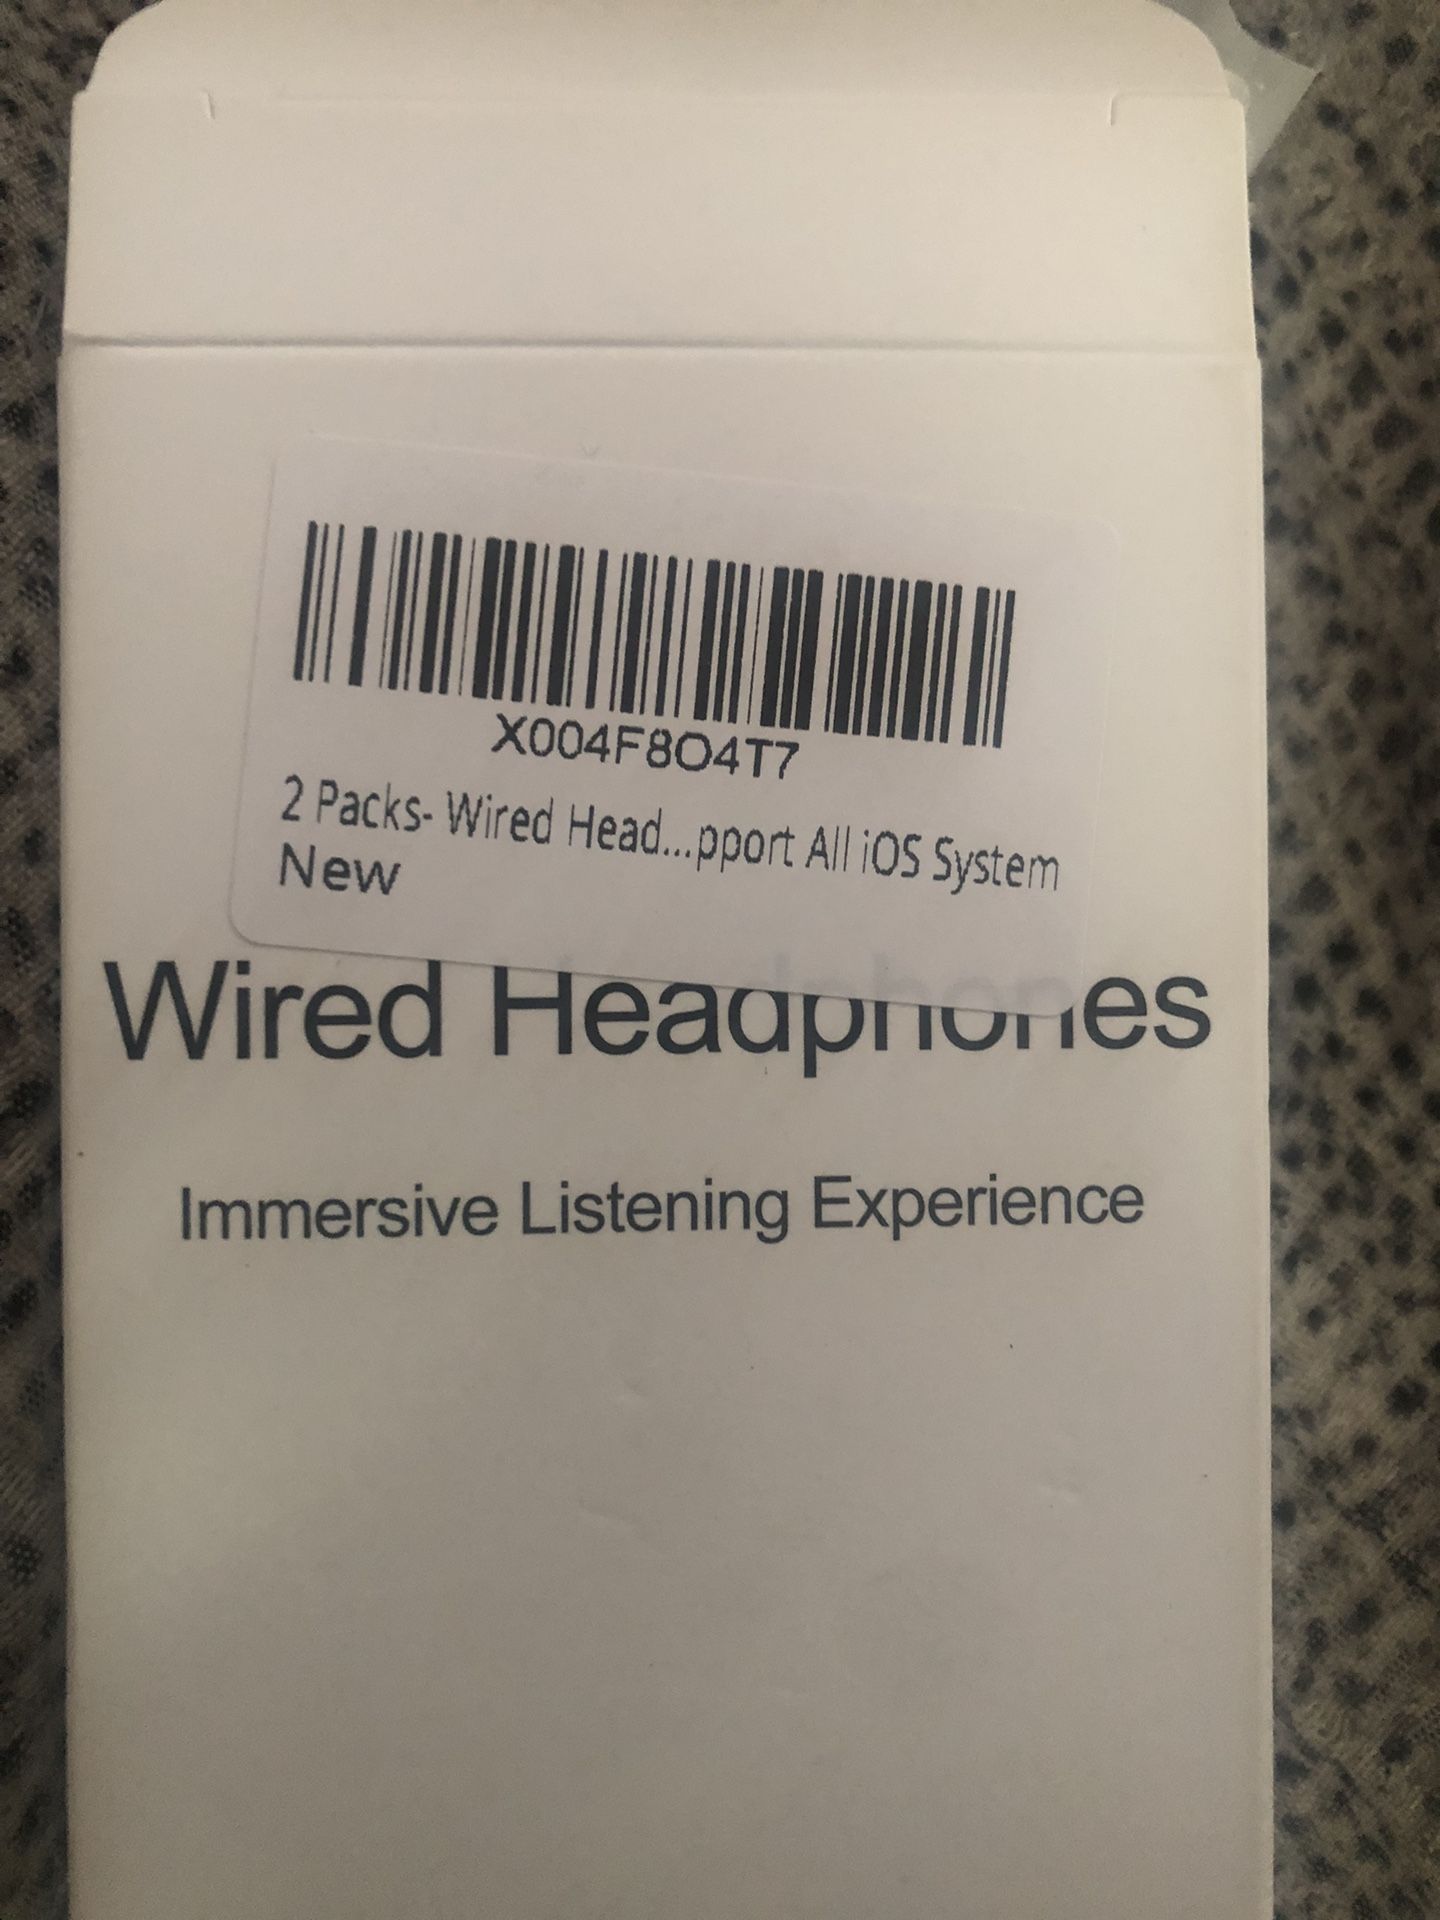 X004F8O4T7
2 Packs- Wired Head...pport All iOS System
New
Wired Headphones
Immersive Listening Experience